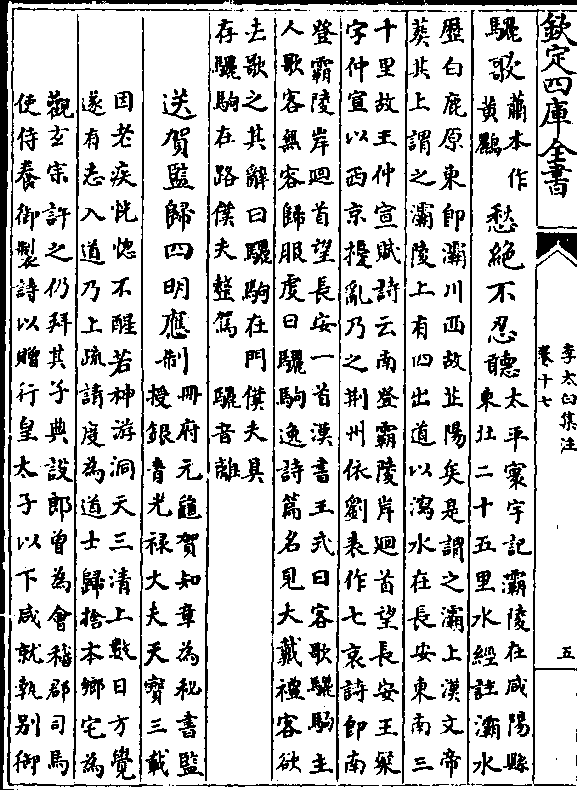 欽定四庫全書
李太白集注
卷十七
五
驪歌
蕭本作
黃鸝
愁絕不忍聽
太平寰宇記灞陵在咸陽縣
東北二十五里水經註灞水
歴白鹿原東即灞川西故芷陽矣是謂之灞上漢文帝
葬其上謂之灞陵上有四出道以瀉水在長安東南三
十里故王仲宣賦詩云南登霸陵岸廻首望長安王粲
字仲宣以西京擾亂乃之荆州依劉表作七哀詩即南
登霸陵岸廻首望長安一首漢書王式曰客歌驪駒主
人歌客無客歸服虔曰驪駒逸詩篇名見大戴禮客欲
去歌之其辭曰驪駒在門僕夫具
存驪駒在路僕夫整駕 驪音離
送賀監歸四明應制
冊府元龜賀知章為秘書監
授銀青光禄大夫天寳三載
因老疾恍惚不醒若神游洞天三清上數日方覺
遂有志入道乃上疏請度為道士歸捨本鄉宅為
觀玄宗許之仍拜其子典設郎曾為會稽郡司馬
使侍養御製詩以贈行皇太子以下咸就執别御